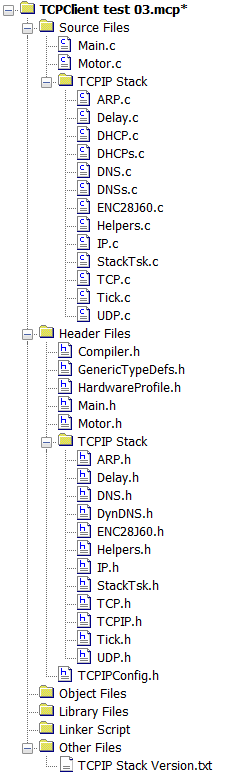 TCPClient test 03.mcp*
Source Files
Main.c
Motor.c
TCPIP Stack
ARP.c
Delay.c
DHCP.c
DHCPs.c
DNS.c
DNSs.c
ENC28J60.c
Helpers.c
IP.c
StackTsk.c
TCP.c
Tick.c
UDP.c
Header Files
Compiler.h
GenericTypeDefs.h
HardwareProfile.h
Main.h
Motor.h
TCPIP Stack
ARP.h
Delay.h
DNS.h
DynDNS.h
ENC28J60.h
Helpers.h
IP.h
StackTsk.h
TCP.h
TCPIP.h
Tick.h
UDP.h
TCPIPConfig.h
Object Files
Library Files
Linker Script
Other Files
TCPIP Stack Version.txt